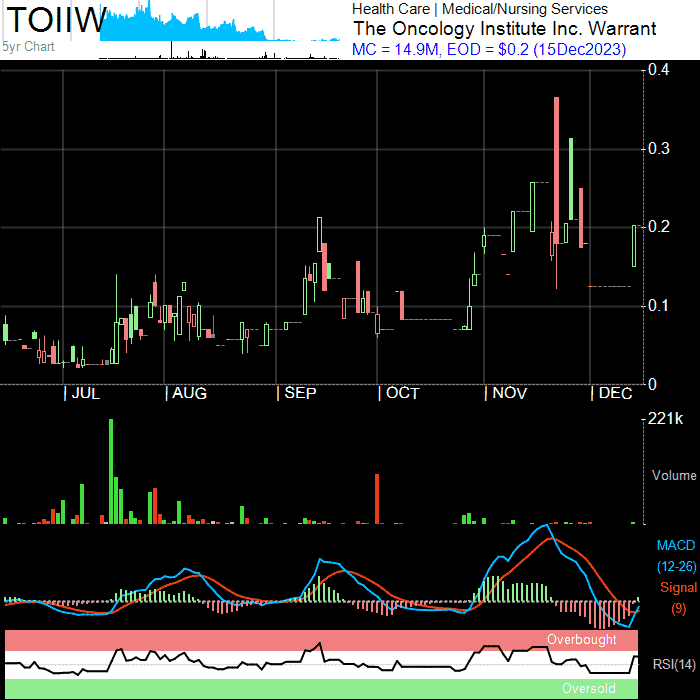 TOIIW
5yr Chart
Health Care | Medical/Nursing Services
The Oncology Institute Inc. Warrant
MC = 14.9M, EOD = $0.2 (15Dec2023)
0.4
0.3
0.2
0.1
0
| JUL | AUG | SEP | OCT | NOV | DEC
221k
Volume
MACD
(12-26)
Signal
(9)
Overbought
RSI(14)
Oversold